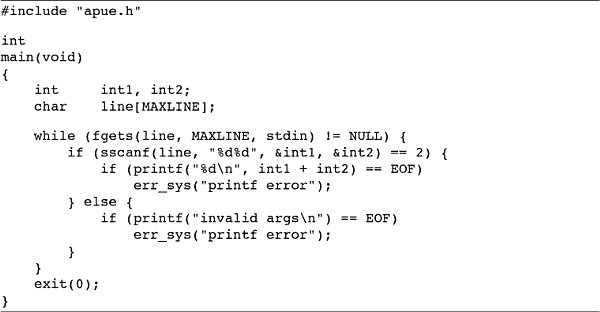 #include "apue.h"
int
main(void)
{
    int     int1, int2;
    char    line[MAXLINE];
    while (fgets(line, MAXLINE, stdin) != NULL) {
        if (sscanf(line, "%d%d", &int1, &int2) == 2) {
            if (printf("%d\n", int1 + int2) == EOF)
                err_sys("printf error");
        } else {
            if (printf("invalid args\n") == EOF)
                err_sys("printf error");
        }
    }
    exit(0);
}